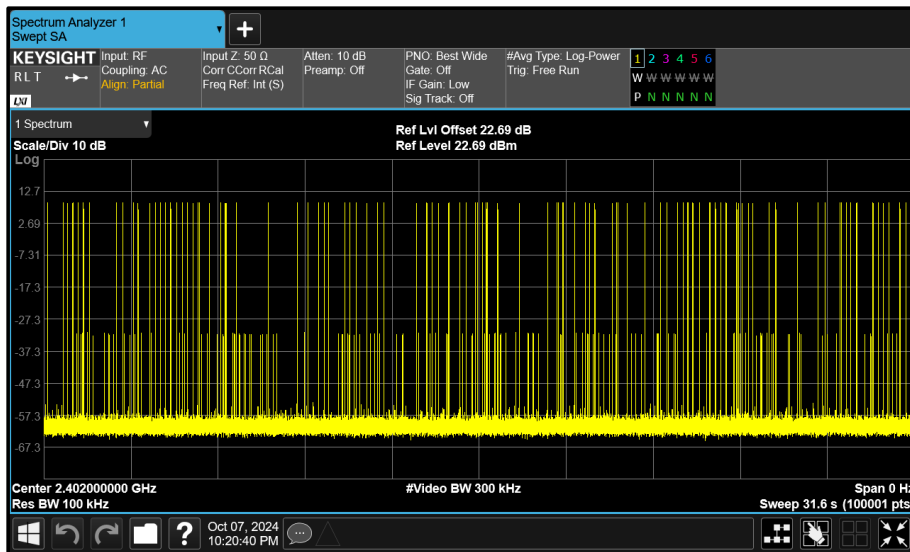 Spectrum Analyzer 1
Swept SA
KEYSIGHT
R L T
LXI
Input: RF
Coupling: AC
Align: Partial
Input Z: 50 Ω
Corr CCorr RCal
Freq Ref: Int (S)
Atten: 10 dB
Preamp: Off
PNO: Best Wide
Gate: Off
IF Gain: Low
Sig Track: Off
#Avg Type: Log-Power
Trig: Free Run
1 2 3 4 5 6
W W W W W W
P N N N N N
1 Spectrum
Scale/Div 10 dB
Ref Lvl Offset 22.69 dB
Ref Level 22.69 dBm
Log
12.7
2.69
-7.31
-17.3
-27.3
-37.3
-47.3
-57.3
-67.3
Center 2.402000000 GHz
#Video BW 300 kHz
Span 0 Hz
Res BW 100 kHz
Sweep 31.6 s (100001 pts
?
Oct 07, 2024
10:20:40 PM